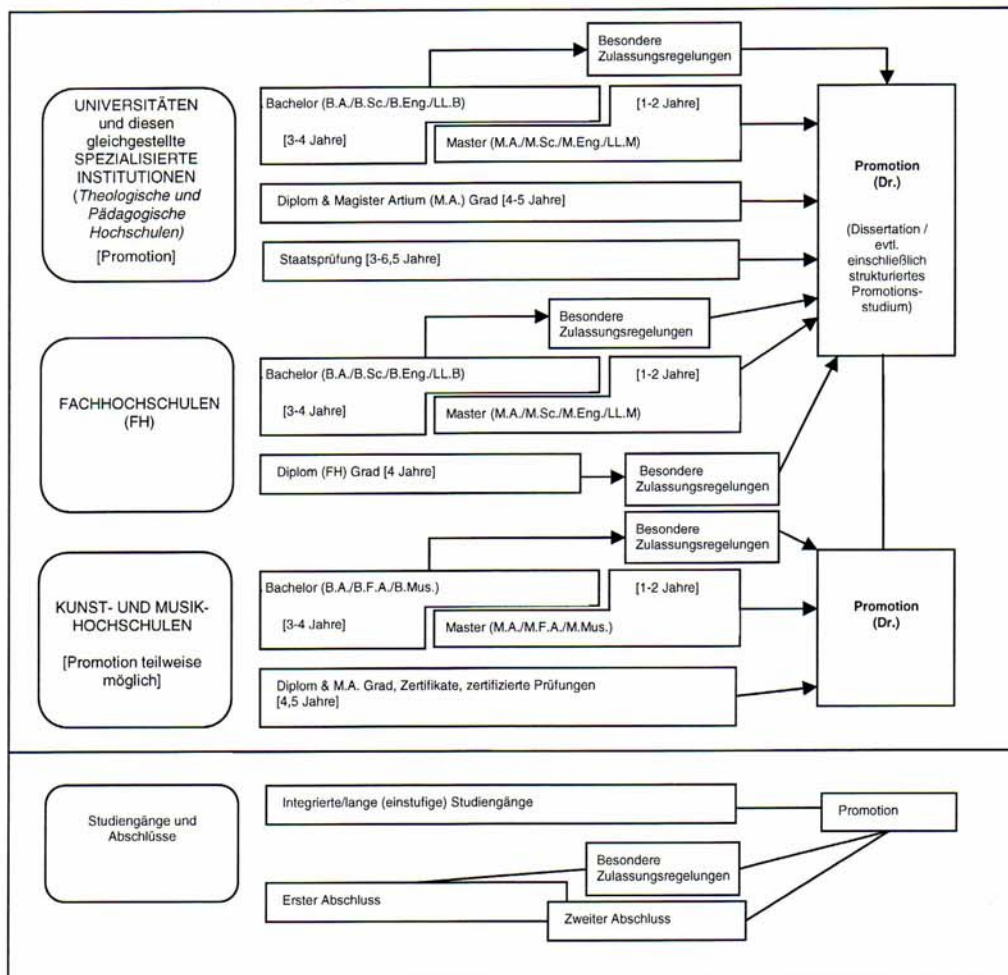 Besondere
Zulassungsregelungen
UNIVERSITÄTEN
und diesen
gleichgestellte
SPEZIALISIERTE
INSTITUTIONEN
(Theologische und
Pädagogische
Hochschulen)
[Promotion]
Bachelor (B.A./B.Sc./B.Eng./LL.B)
[3-4 Jahre]
[1-2 Jahre]
Master (M.A./M.Sc./M.Eng./LL.M)
Diplom & Magister Artium (M.A.) Grad [4-5 Jahre]
Staatsprüfung [3-6,5 Jahre]
Promotion
(Dr.)
(Dissertation /
evtl.
einschließlich
strukturiertes
Promotions-
studium)
FACHHOCHSCHULEN
(FH)
Besondere
Zulassungsregelungen
Bachelor (B.A./B.Sc./B.Eng./LL.B)
[3-4 Jahre]
[1-2 Jahre]
Master (M.A./M.Sc./M.Eng./LL.M)
Diplom (FH) Grad [4 Jahre]
Besondere
Zulassungsregelungen
KUNST- UND MUSIK-
HOCHSCHULEN
[Promotion teilweise
möglich]
Besondere
Zulassungsregelungen
Bachelor (B.A./B.F.A./B.Mus.)
[3-4 Jahre]
[1-2 Jahre]
Master (M.A./M.F.A./M.Mus.)
Diplom & M.A. Grad, Zertifikate, zertifizierte Prüfungen
[4,5 Jahre]
Promotion
(Dr.)
Studiengänge und
Abschlüsse
Integrierte/lange (einstufige) Studiengänge
Promotion
Besondere
Zulassungsregelungen
Erster Abschluss
Zweiter Abschluss